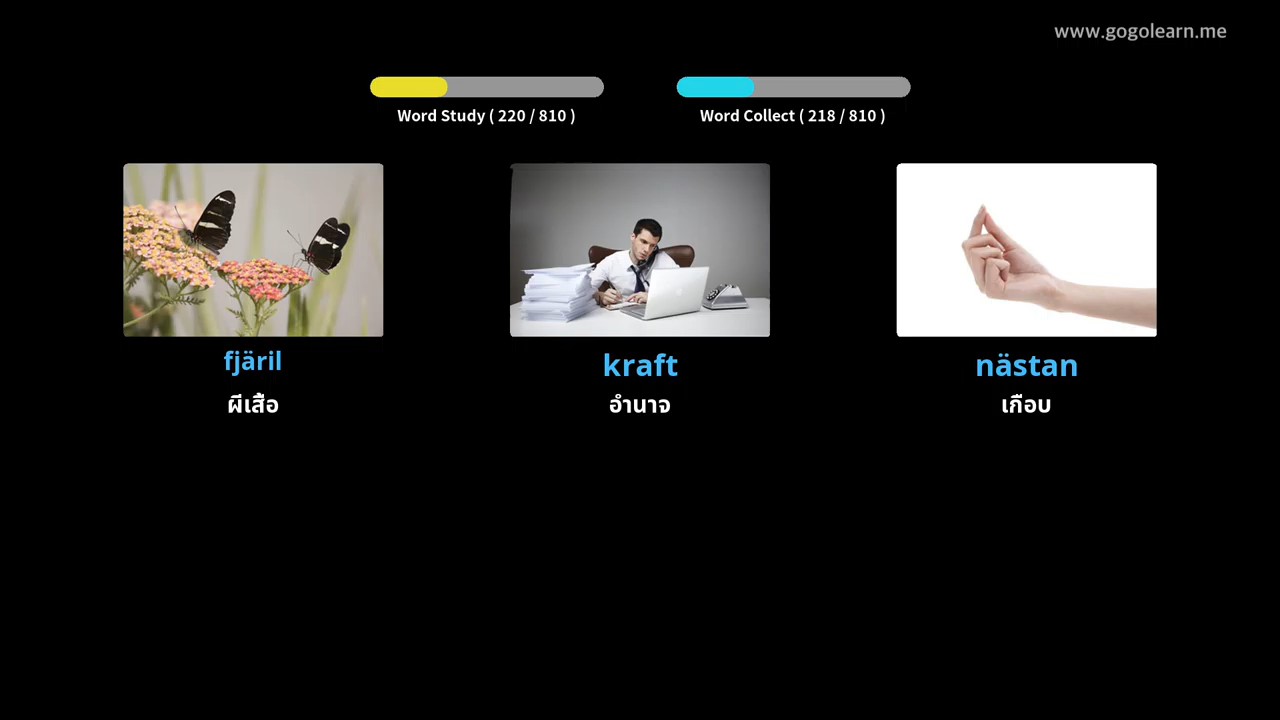 www.gogolearn.me
Word Study ( 220 / 810 )
Word Collect ( 218 / 810 )
fjäril
ผีเสื้อ
kraft
อำนาจ
nästan
เกือบ